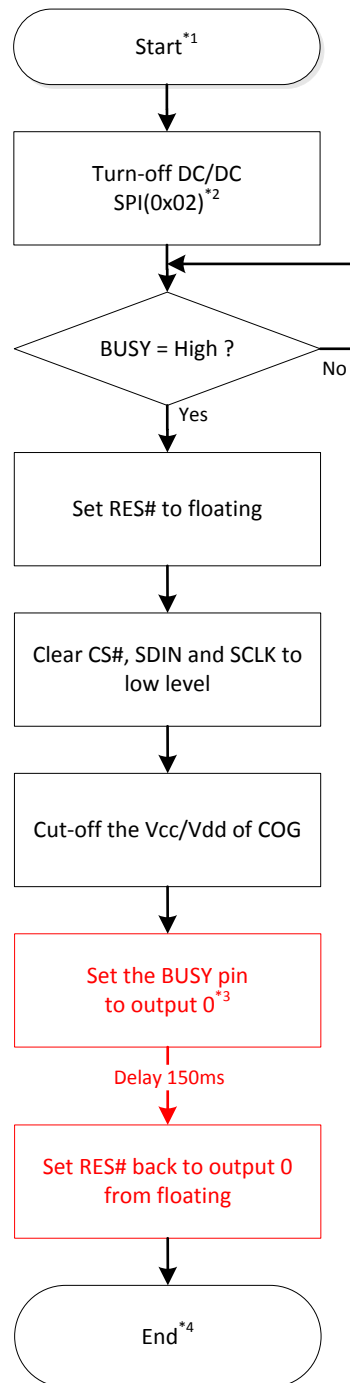 Start*1
Turn-off DC/DC
SPI(0x02)*2
BUSY = High ?
No
Yes
Set RES# to floating
Clear CS#, SDIN and SCLK to
low level
Cut-off the Vcc/Vdd of COG
Set the BUSY pin
to output 0*3
Delay 150ms
Set RES# back to output 0
from floating
End*4